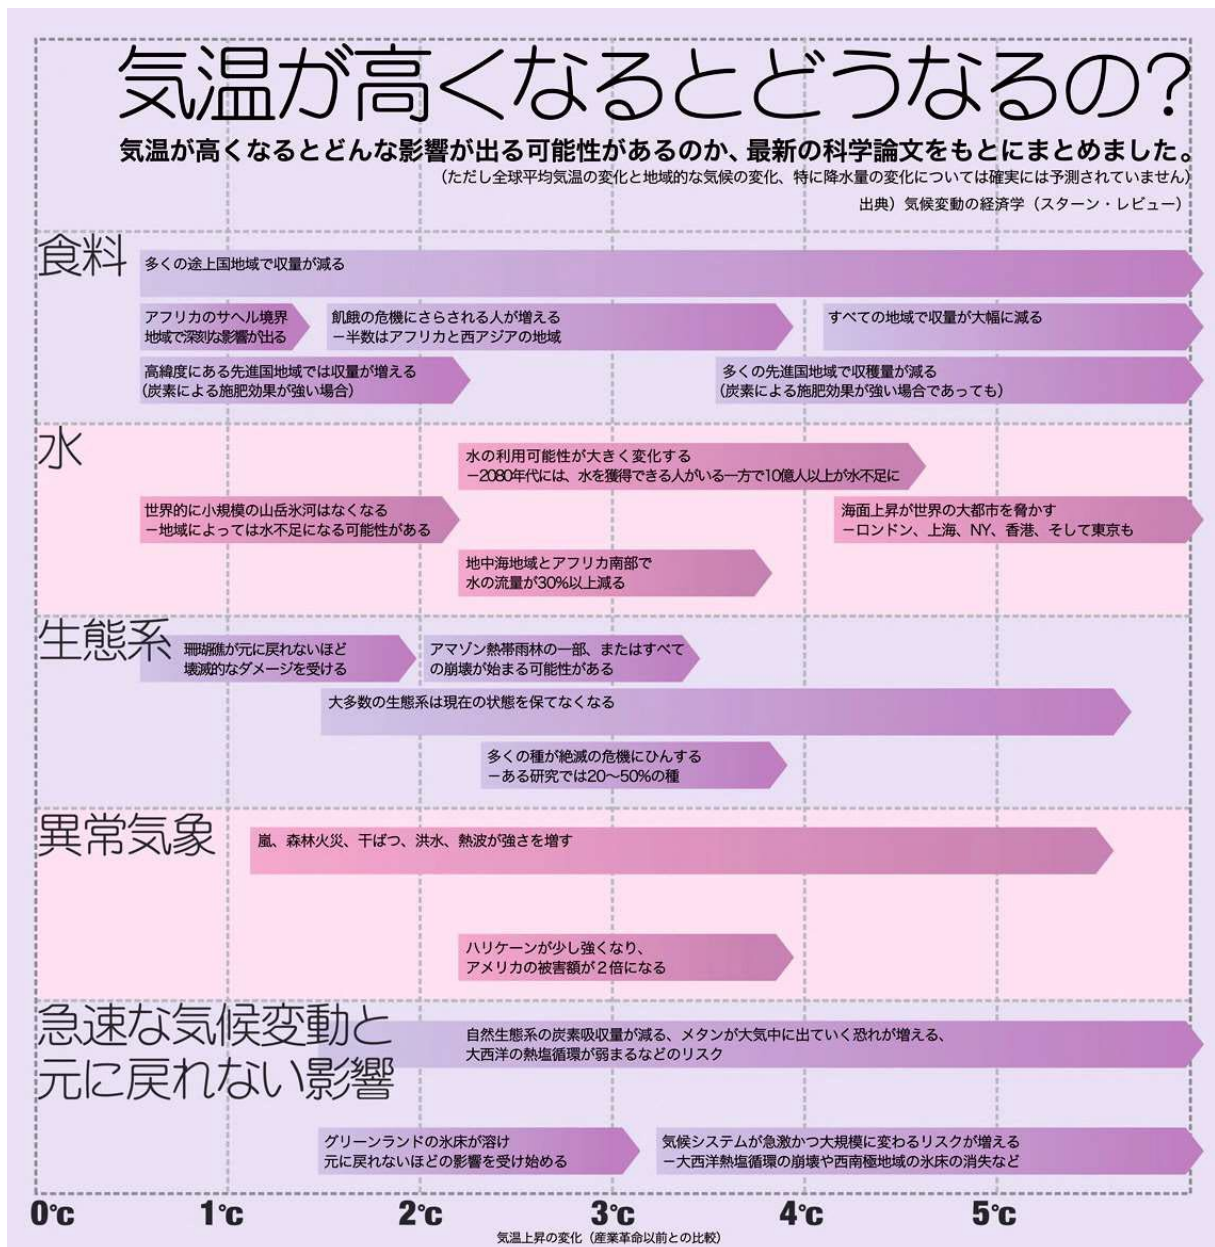 気温が高くなるとどうなるの?
気温が高くなるとどんな影響が出る可能性があるのか、最新の科学論文をもとにまとめました。
(ただし全球平均気温の変化と地域的な気候の変化、特に降水量の変化については確実には予測されていません)
出典)気候変動の経済学(スターン・レビュー)
食料
多くの途上国地域で収量が減る
アフリカのサヘル境界
地域で深刻な影響が出る
飢餓の危機にさらされる人が増える
−半数はアフリカと西アジアの地域
すべての地域で収量が大幅に減る
高緯度にある先進国地域では収量が増える
(炭素による施肥効果が強い場合)
多くの先進国地域で収穫量が減る
(炭素による施肥効果が強い場合であっても)
水
水の利用可能性が大きく変化する
−2080年代には、水を獲得できる人がいる一方で10億人以上が水不足に
世界的に小規模の山岳氷河はなくなる
−地域によっては水不足になる可能性がある
海面上昇が世界の大都市を脅かす
−ロンドン、上海、NY、香港、そして東京も
地中海地域とアフリカ南部で
水の流量が30%以上減る
生態系
珊瑚礁が元に戻れないほど
壊滅的なダメージを受ける
アマゾン熱帯雨林の一部、またはすべて
の崩壊が始まる可能性がある
大多数の生態系は現在の状態を保てなくなる
多くの種が絶滅の危機にひんする
−ある研究では20〜50%の種
異常気象
嵐、森林火災、干ばつ、洪水、熱波が強さを増す
ハリケーンが少し強くなり、
アメリカの被害額が2倍になる
急速な気候変動と
元に戻れない影響
自然生態系の炭素吸収量が減る、メタンが大気中に出ていく恐れが増える、
大西洋の熱塩循環が弱まるなどのリスク
グリーンランドの氷床が溶け
元に戻れないほどの影響を受け始める
気候システムが急激かつ大規模に変わるリスクが増える
−大西洋熱塩循環の崩壊や西南極地域の氷床の消失など
0℃ 1℃ 2℃ 3℃ 4℃ 5℃
気温上昇の変化(産業革命以前との比較)